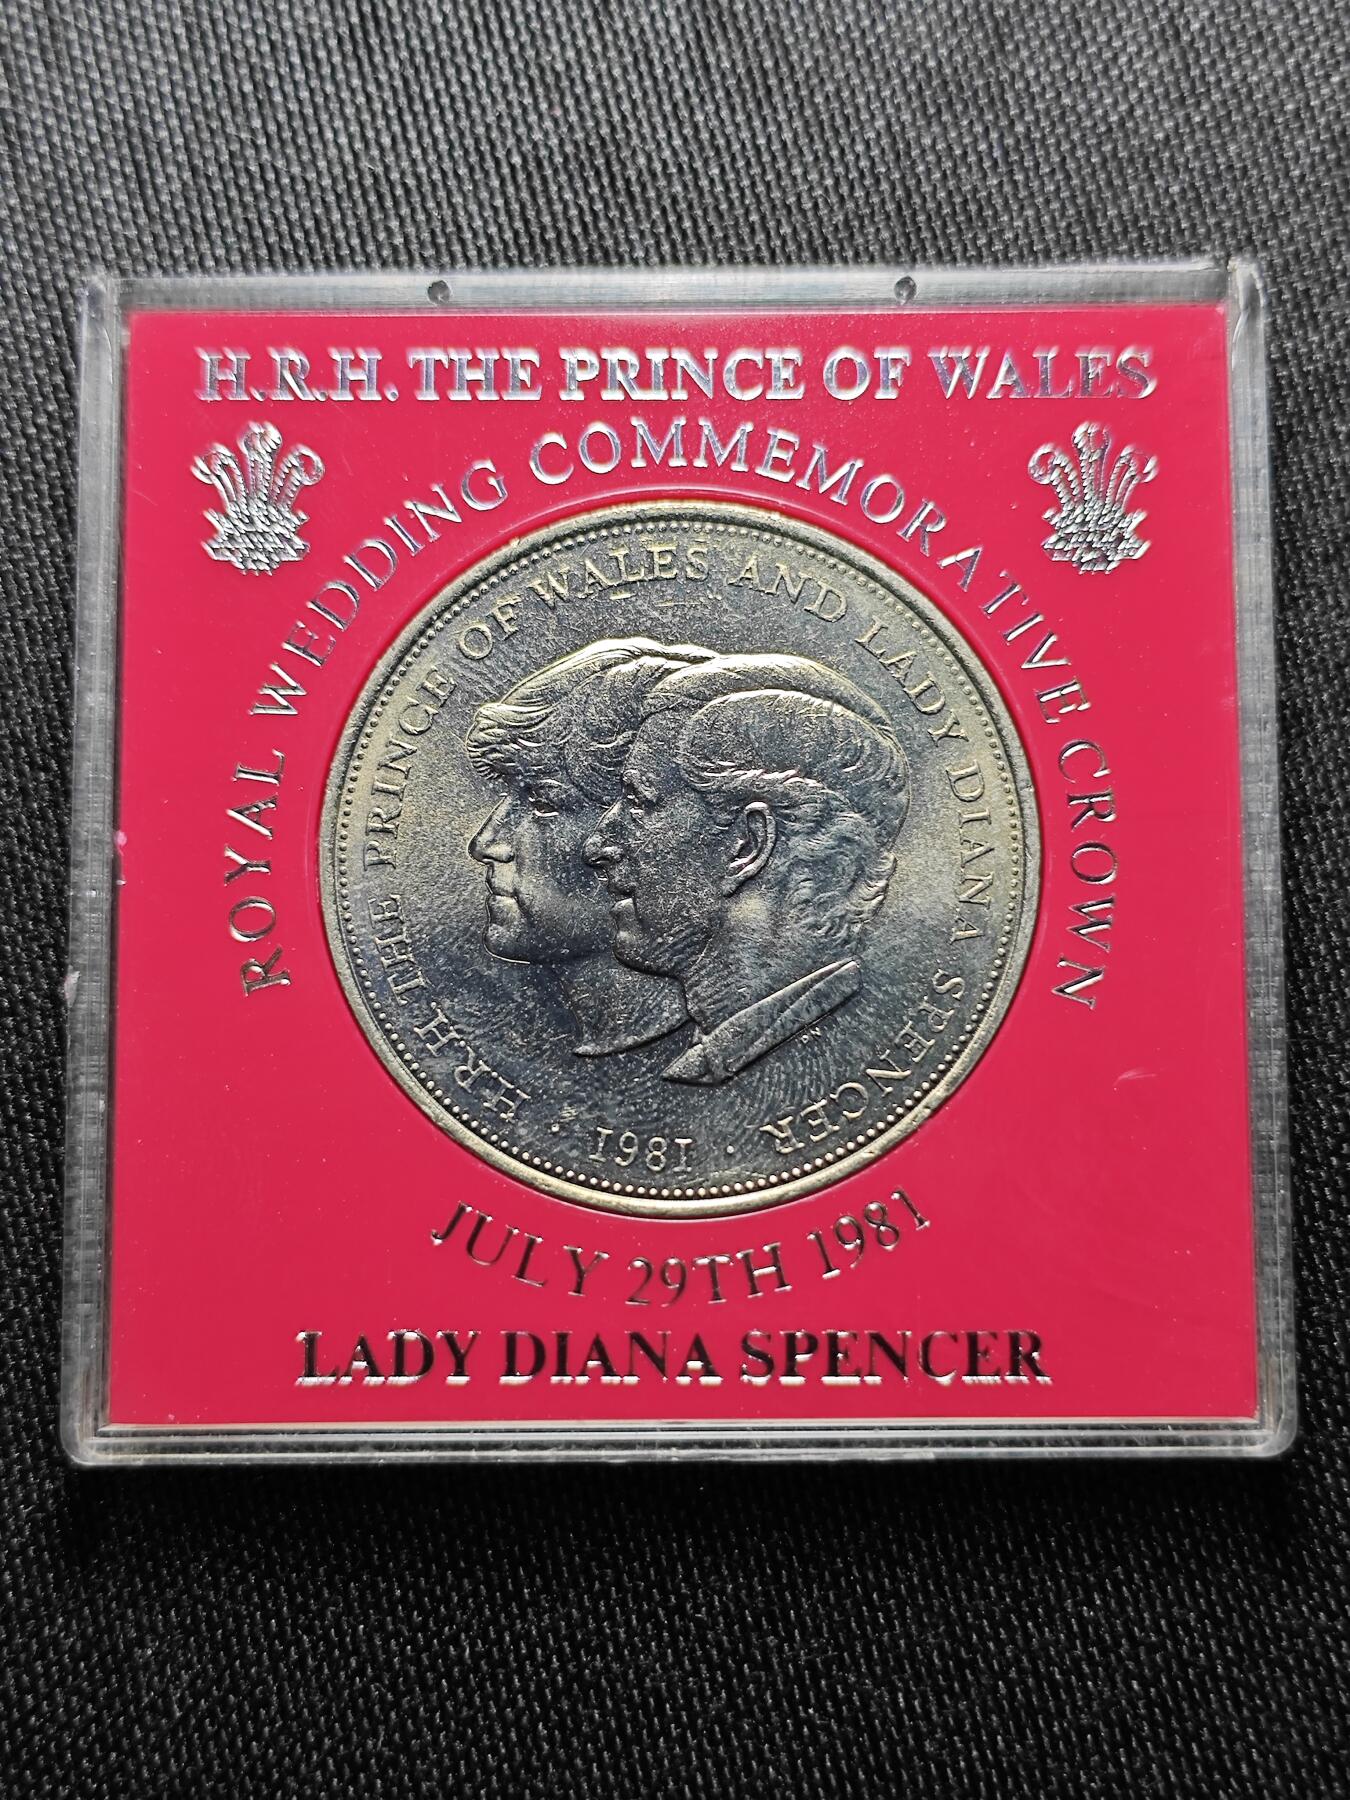 H.R.H. THE PRINCE OF WALES
ROYAL WEDDING COMMEMORATIVE CROWN
H.R.H. THE PRINCE OF WALES AND LADY DIANA SPENCER
· 1981 ·
PN
JULY 29TH 1981
LADY DIANA SPENCER